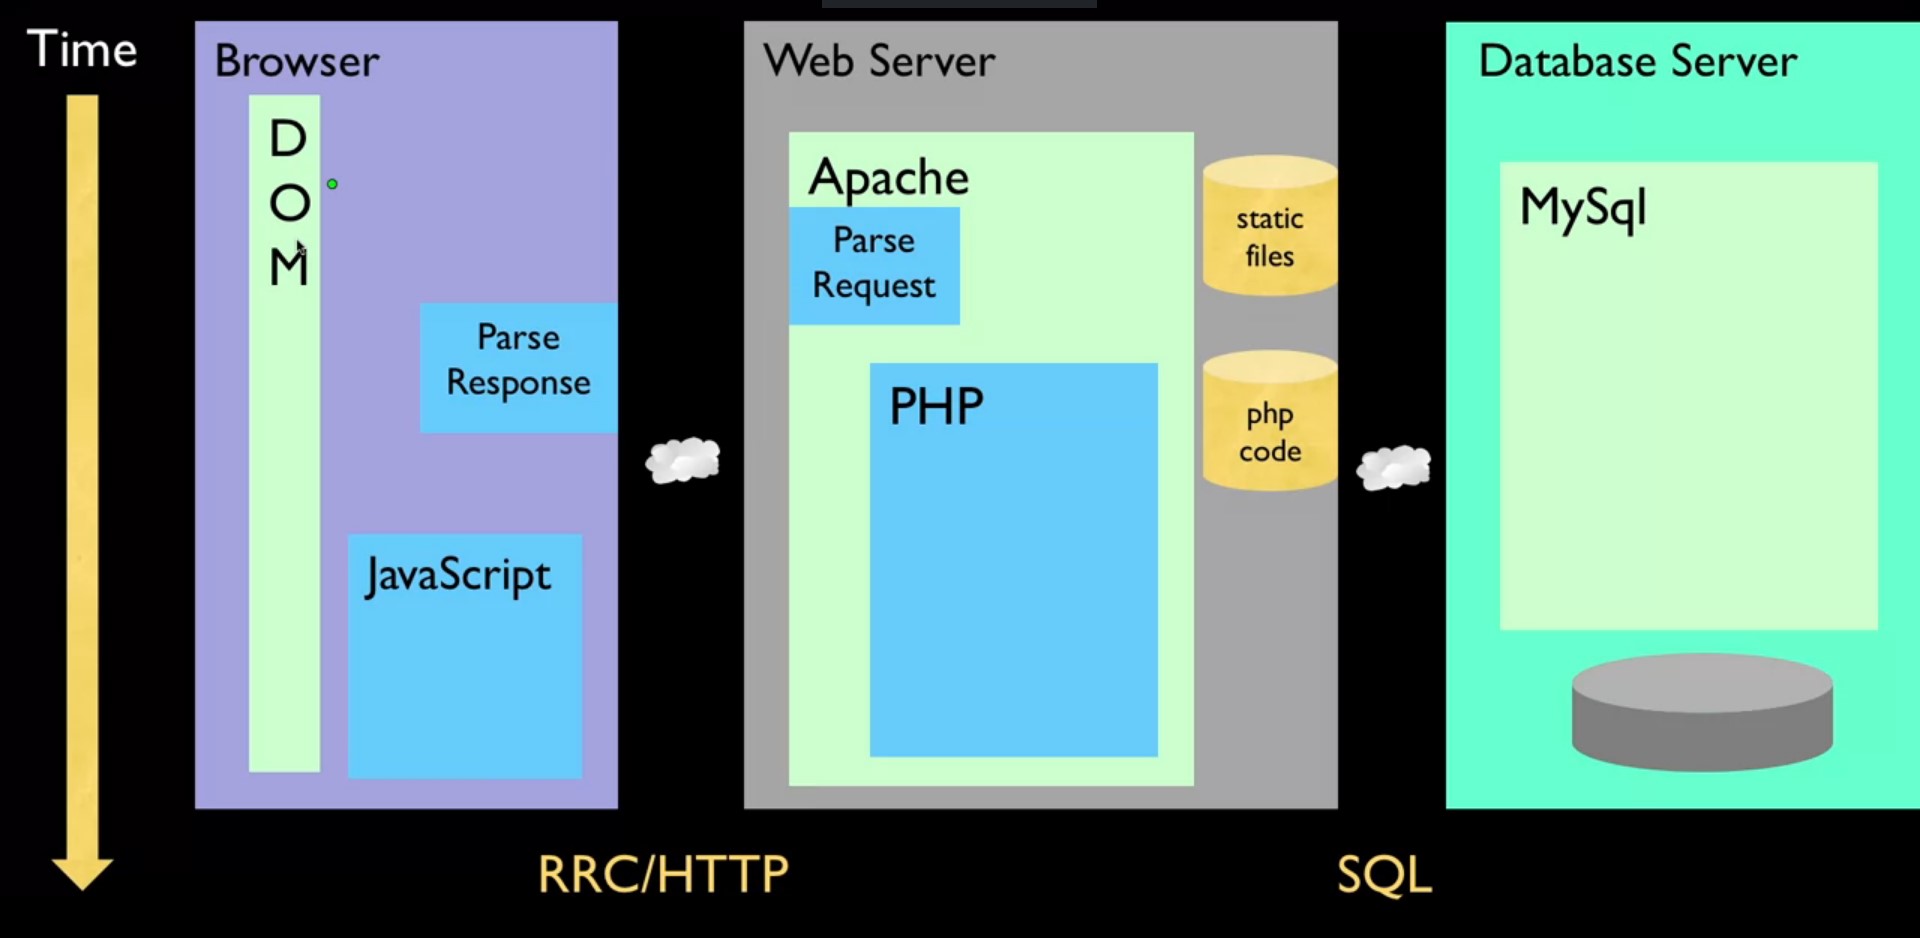 Time
Browser
D
O
M
Parse
Response
JavaScript
Web Server
Apache
Parse
Request
PHP
static
files
php
code
Database Server
MySql
RRC/HTTP
SQL